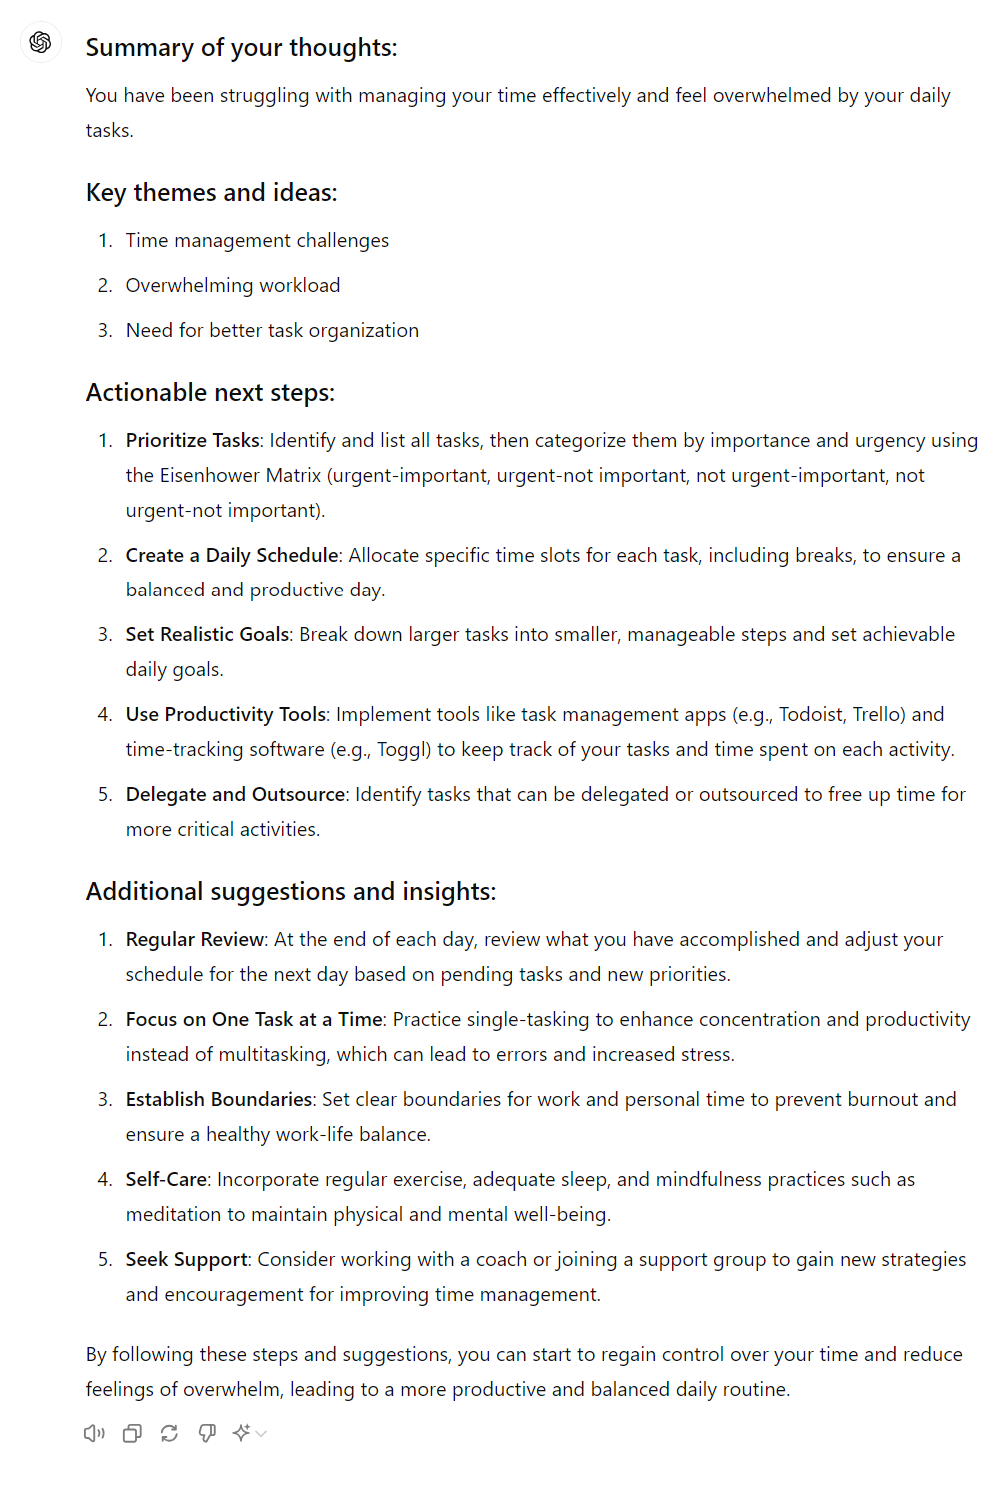 Summary of your thoughts:
You have been struggling with managing your time effectively and feel overwhelmed by your daily
tasks.
Key themes and ideas:
1. Time management challenges
2. Overwhelming workload
3. Need for better task organization
Actionable next steps:
1. Prioritize Tasks: Identify and list all tasks, then categorize them by importance and urgency using
the Eisenhower Matrix (urgent-important, urgent-not important, not urgent-important, not
urgent-not important).
2. Create a Daily Schedule: Allocate specific time slots for each task, including breaks, to ensure a
balanced and productive day.
3. Set Realistic Goals: Break down larger tasks into smaller, manageable steps and set achievable
daily goals.
4. Use Productivity Tools: Implement tools like task management apps (e.g., Todoist, Trello) and
time-tracking software (e.g., Toggl) to keep track of your tasks and time spent on each activity.
5. Delegate and Outsource: Identify tasks that can be delegated or outsourced to free up time for
more critical activities.
Additional suggestions and insights:
1. Regular Review: At the end of each day, review what you have accomplished and adjust your
schedule for the next day based on pending tasks and new priorities.
2. Focus on One Task at a Time: Practice single-tasking to enhance concentration and productivity
instead of multitasking, which can lead to errors and increased stress.
3. Establish Boundaries: Set clear boundaries for work and personal time to prevent burnout and
ensure a healthy work-life balance.
4. Self-Care: Incorporate regular exercise, adequate sleep, and mindfulness practices such as
meditation to maintain physical and mental well-being.
5. Seek Support: Consider working with a coach or joining a support group to gain new strategies
and encouragement for improving time management.
By following these steps and suggestions, you can start to regain control over your time and reduce
feelings of overwhelm, leading to a more productive and balanced daily routine.